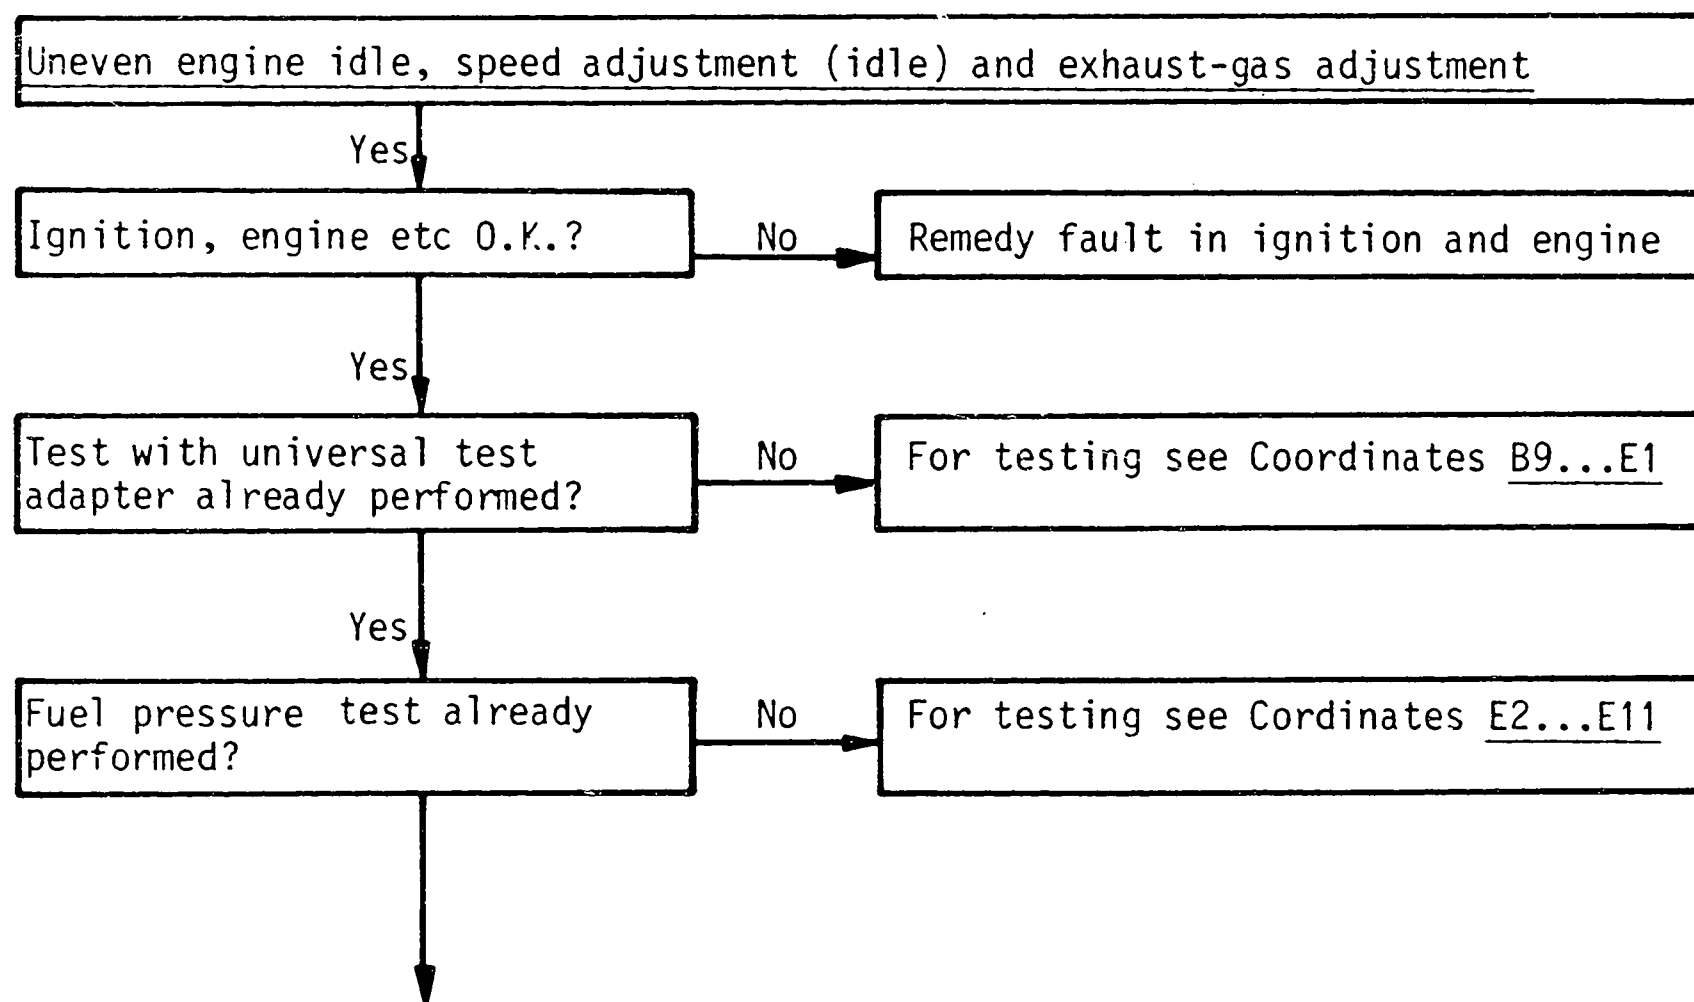 Uneven engine idle, speed adjustment (idle) and exhaust-gas adjustment
Yes
Ignition, engine etc O.K.?
No
Remedy fault in ignition and engine
Yes
Test with universal test
adapter already performed?
No
For testing see Coordinates B9...E1
Yes
Fuel pressure test already
performed?
No
For testing see Cordinates E2...E11